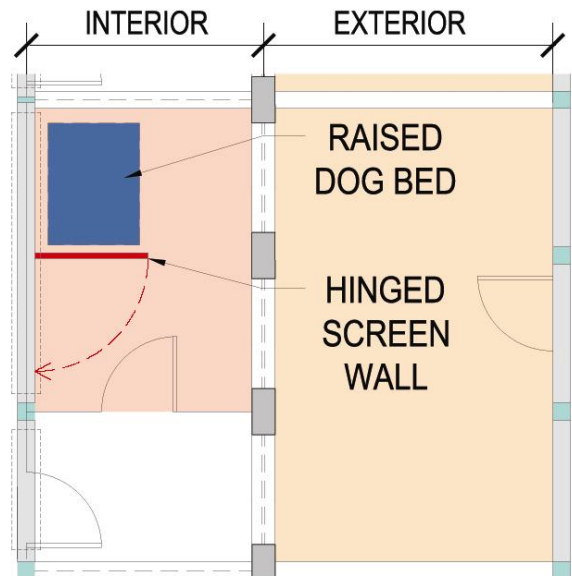 INTERIOR EXTERIOR
RAISED
DOG BED
HINGED
SCREEN
WALL